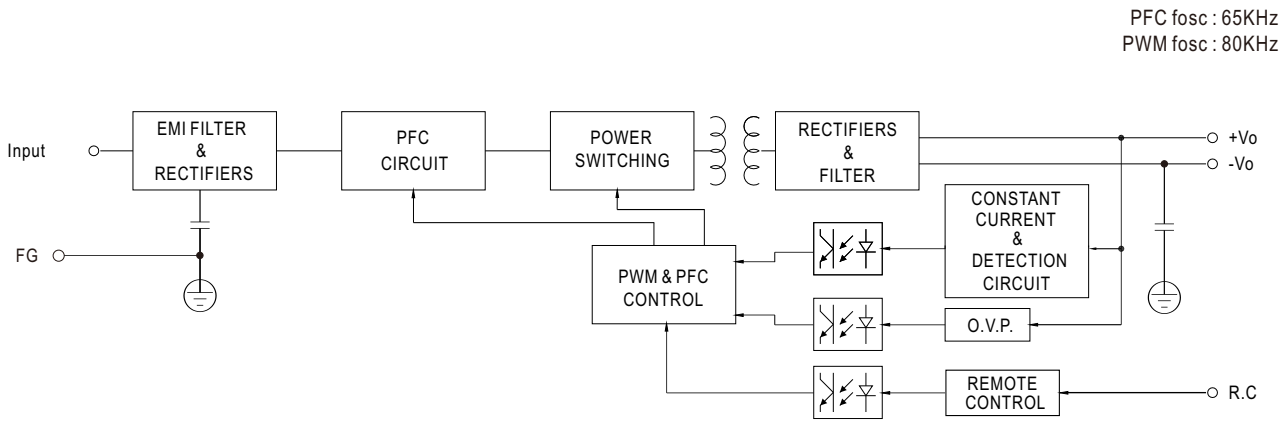 PFC fosc : 65KHz
PWM fosc : 80KHz
EMI FILTER
&
RECTIFIERS
PFC
CIRCUIT
POWER
SWITCHING
RECTIFIERS
&
FILTER
Input
+Vo
-Vo
CONSTANT
CURRENT
&
DETECTION
CIRCUIT
FG
PWM & PFC
CONTROL
O.V.P.
REMOTE
CONTROL
R.C